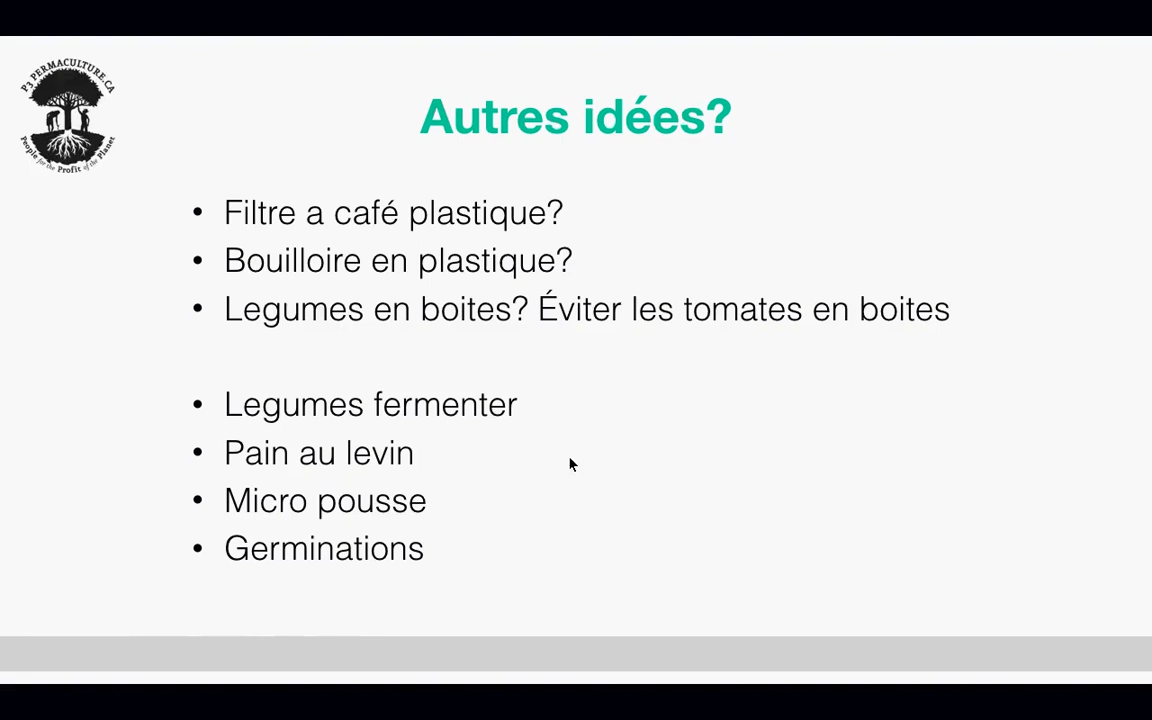 P3 PERMACULTURE.CA
People for the Profit of the Planet
Autres idées?
• Filtre a café plastique?
• Bouilloire en plastique?
• Legumes en boites? Éviter les tomates en boites
• Legumes fermenter
• Pain au levin
• Micro pousse
• Germinations